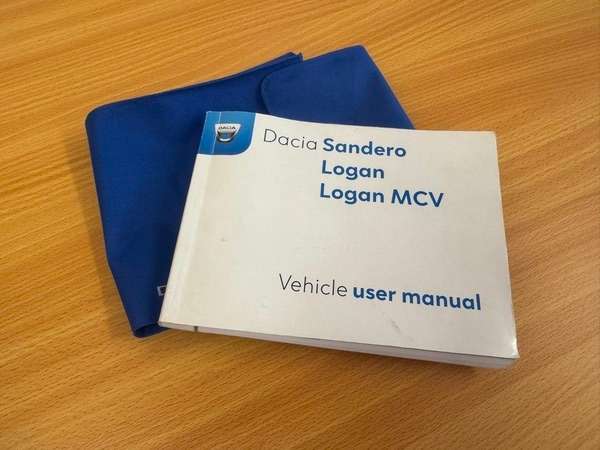 DACIA
Dacia Sandero
Logan
Logan MCV
Vehicle user manual